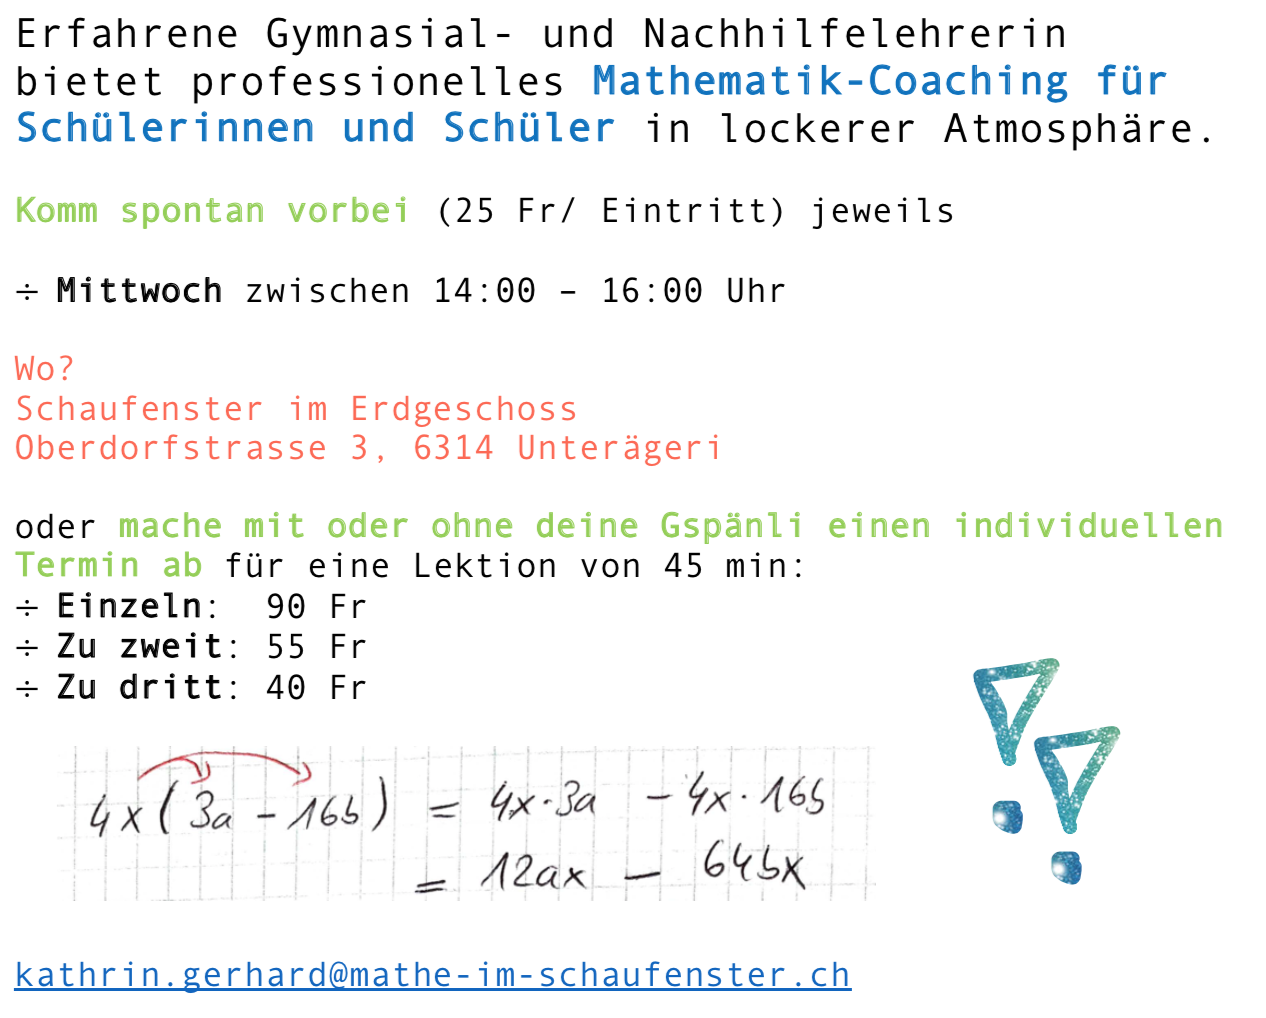 Erfahrene Gymnasial- und Nachhilfelehrerin
bietet professionelles Mathematik-Coaching für
Schülerinnen und Schüler in lockerer Atmosphäre.
Komm spontan vorbei (25 Fr/ Eintritt) jeweils
÷ Mittwoch zwischen 14:00 – 16:00 Uhr
Wo?
Schaufenster im Erdgeschoss
Oberdorfstrasse 3, 6314 Unterägeri
oder mache mit oder ohne deine Gspänli einen individuellen
Termin ab für eine Lektion von 45 min:
÷ Einzeln: 90 Fr
÷ Zu zweit: 55 Fr
÷ Zu dritt: 40 Fr
4x(3a - 16b) = 4x·3a - 4x·16b
= 12ax - 64bx
kathrin.gerhard@mathe-im-schaufenster.ch